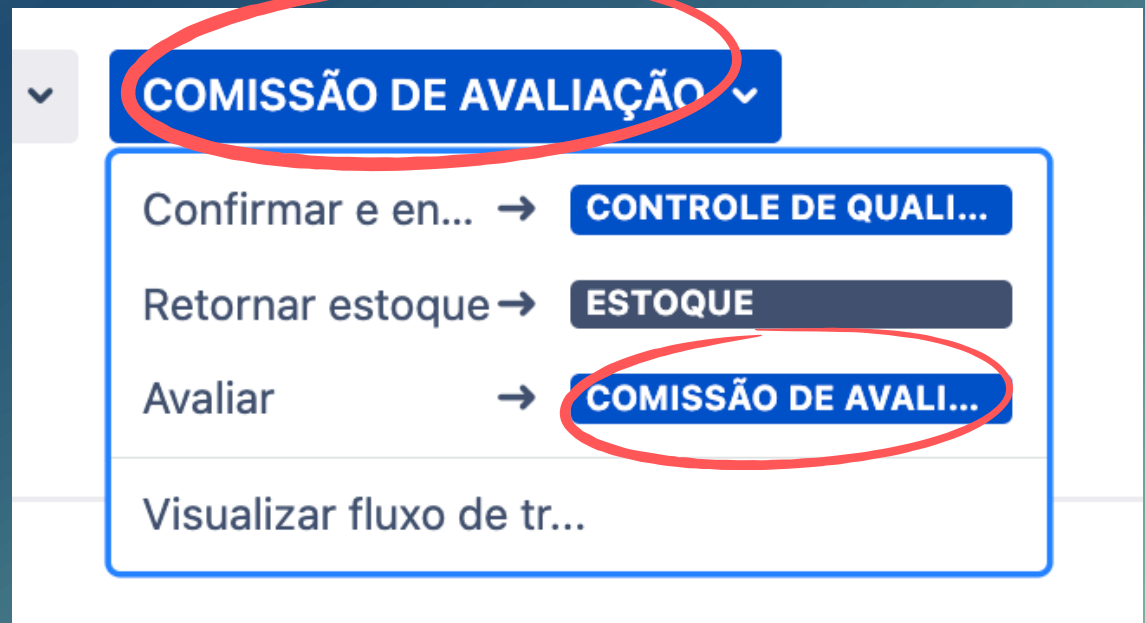 COMISSÃO DE AVALIAÇÃO
Confirmar e en... → CONTROLE DE QUALI...
Retornar estoque → ESTOQUE
Avaliar → COMISSÃO DE AVALI...
Visualizar fluxo de tr...